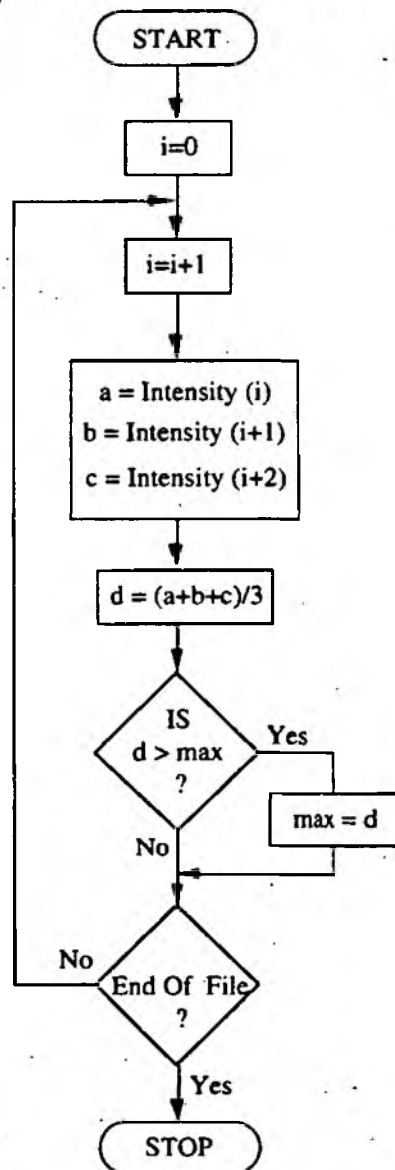 START
i=0
i=i+1
a = Intensity (i)
b = Intensity (i+1)
c = Intensity (i+2)
d = (a+b+c)/3
IS
d > max
?
Yes
max = d
No
No
End Of File
?
Yes
STOP